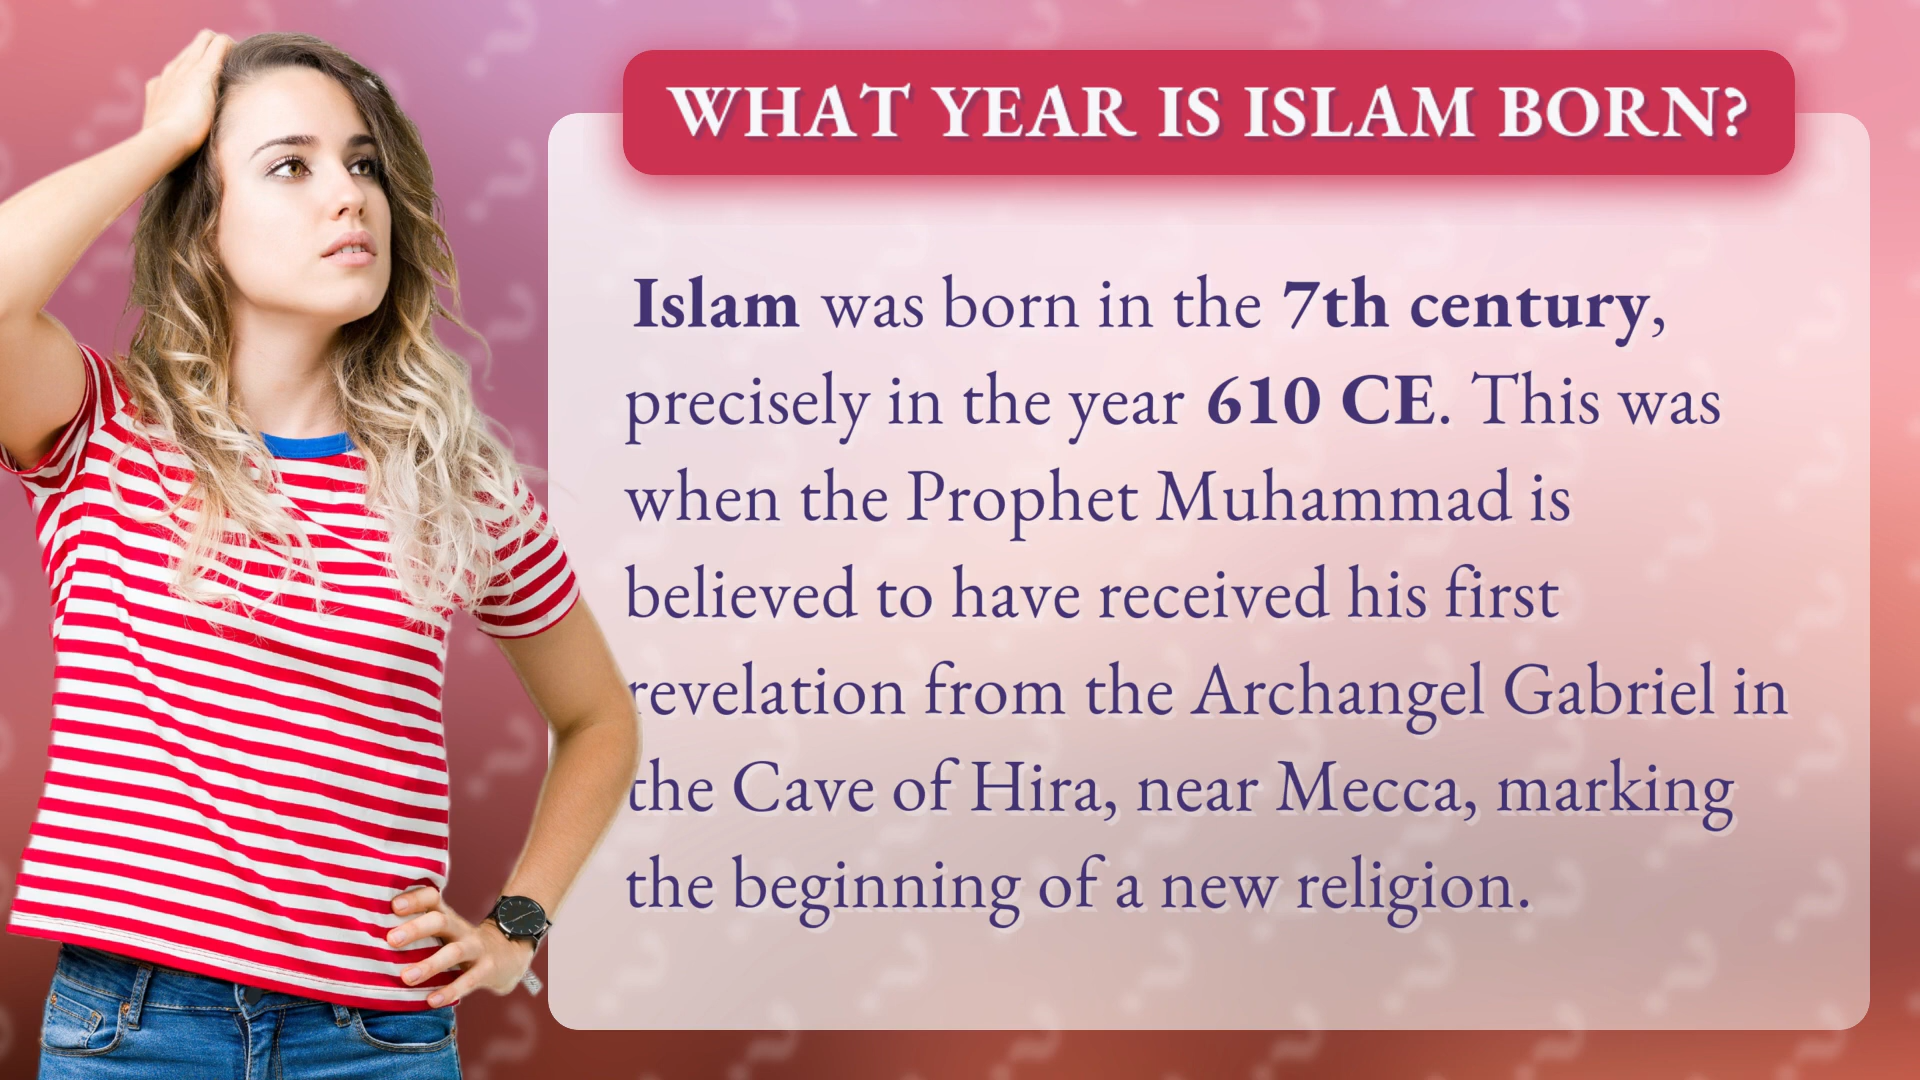 WHAT YEAR IS ISLAM BORN?
Islam was born in the 7th century,
precisely in the year 610 CE. This was
when the Prophet Muhammad is
believed to have received his first
revelation from the Archangel Gabriel in
the Cave of Hira, near Mecca, marking
the beginning of a new religion.